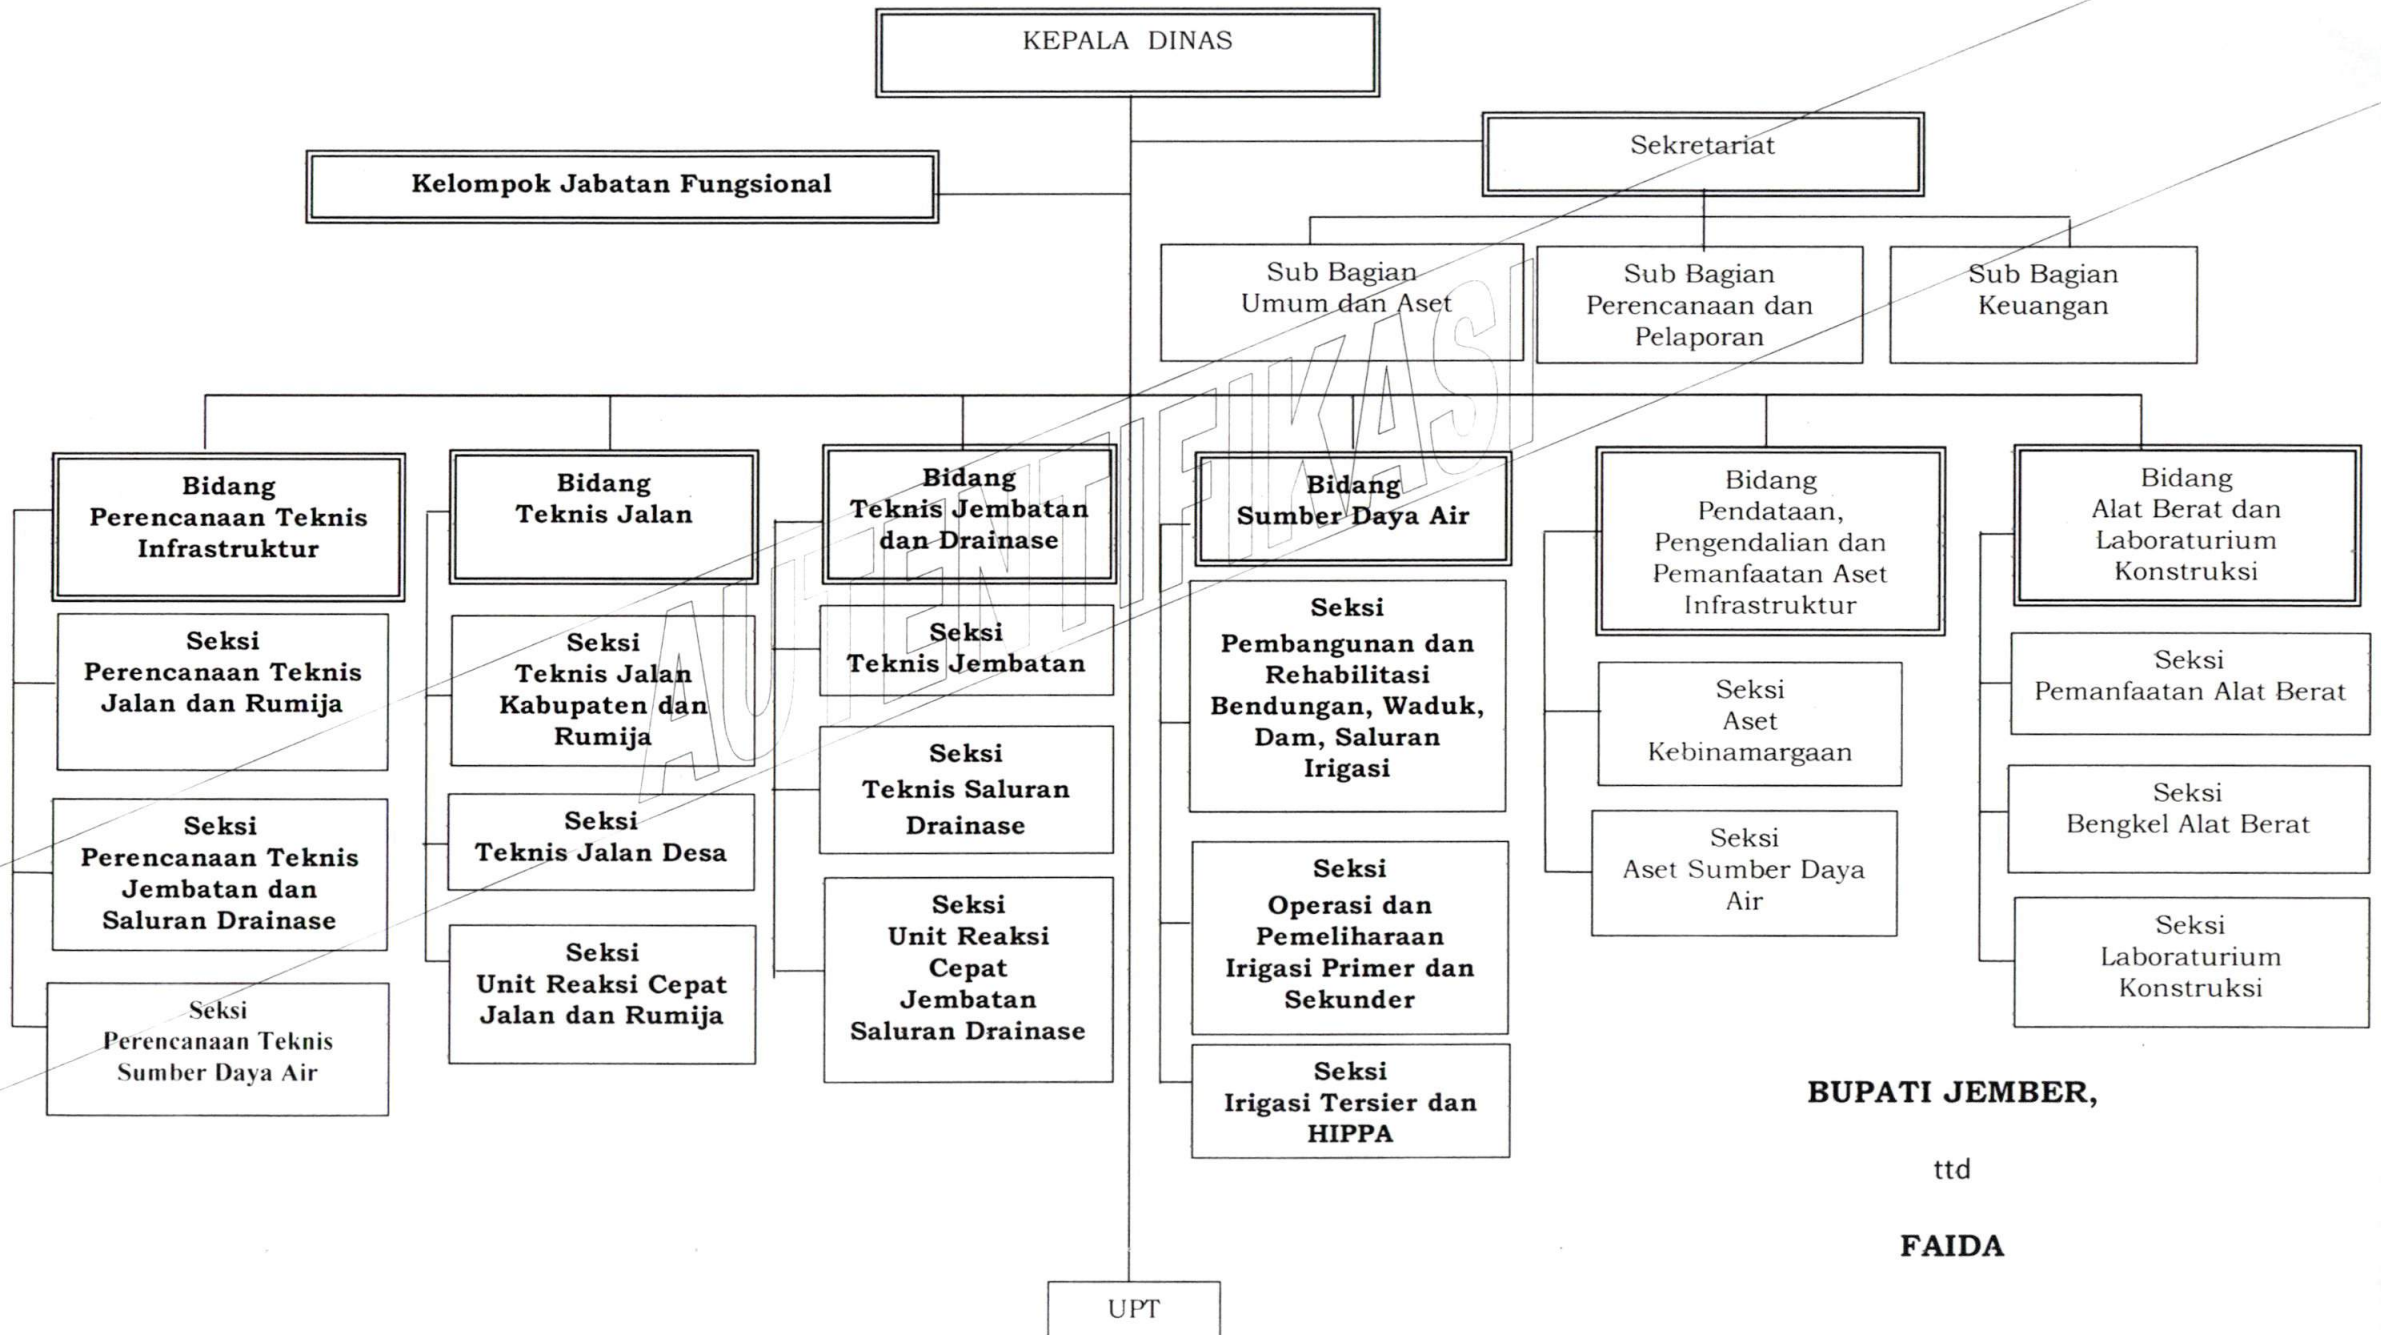 KEPALA DINAS
Sekretariat
Kelompok Jabatan Fungsional
Sub Bagian
Umum dan Aset
Sub Bagian
Perencanaan dan
Pelaporan
Sub Bagian
Keuangan
Bidang
Perencanaan Teknis
Infrastruktur
Seksi
Perencanaan Teknis
Jalan dan Rumija
Seksi
Perencanaan Teknis
Jembatan dan
Saluran Drainase
Seksi
Perencanaan Teknis
Sumber Daya Air
Bidang
Teknis Jalan
Seksi
Teknis Jalan
Kabupaten dan
Rumija
Seksi
Teknis Jalan Desa
Seksi
Unit Reaksi Cepat
Jalan dan Rumija
Bidang
Teknis Jembatan
dan Drainase
Seksi
Teknis Jembatan
Seksi
Teknis Saluran
Drainase
Seksi
Unit Reaksi
Cepat
Jembatan
Saluran Drainase
Bidang
Sumber Daya Air
Seksi
Pembangunan dan
Rehabilitasi
Bendungan, Waduk,
Dam, Saluran
Irigasi
Seksi
Operasi dan
Pemeliharaan
Irigasi Primer dan
Sekunder
Seksi
Irigasi Tersier dan
HIPPA
Bidang
Pendataan,
Pengendalian dan
Pemanfaatan Aset
Infrastruktur
Seksi
Aset
Kebinamargaan
Seksi
Aset Sumber Daya
Air
Bidang
Alat Berat dan
Laboraturium
Konstruksi
Seksi
Pemanfaatan Alat Berat
Seksi
Bengkel Alat Berat
Seksi
Laboraturium
Konstruksi
AUTENTIFIKASI
BUPATI JEMBER,
ttd
FAIDA
UPT